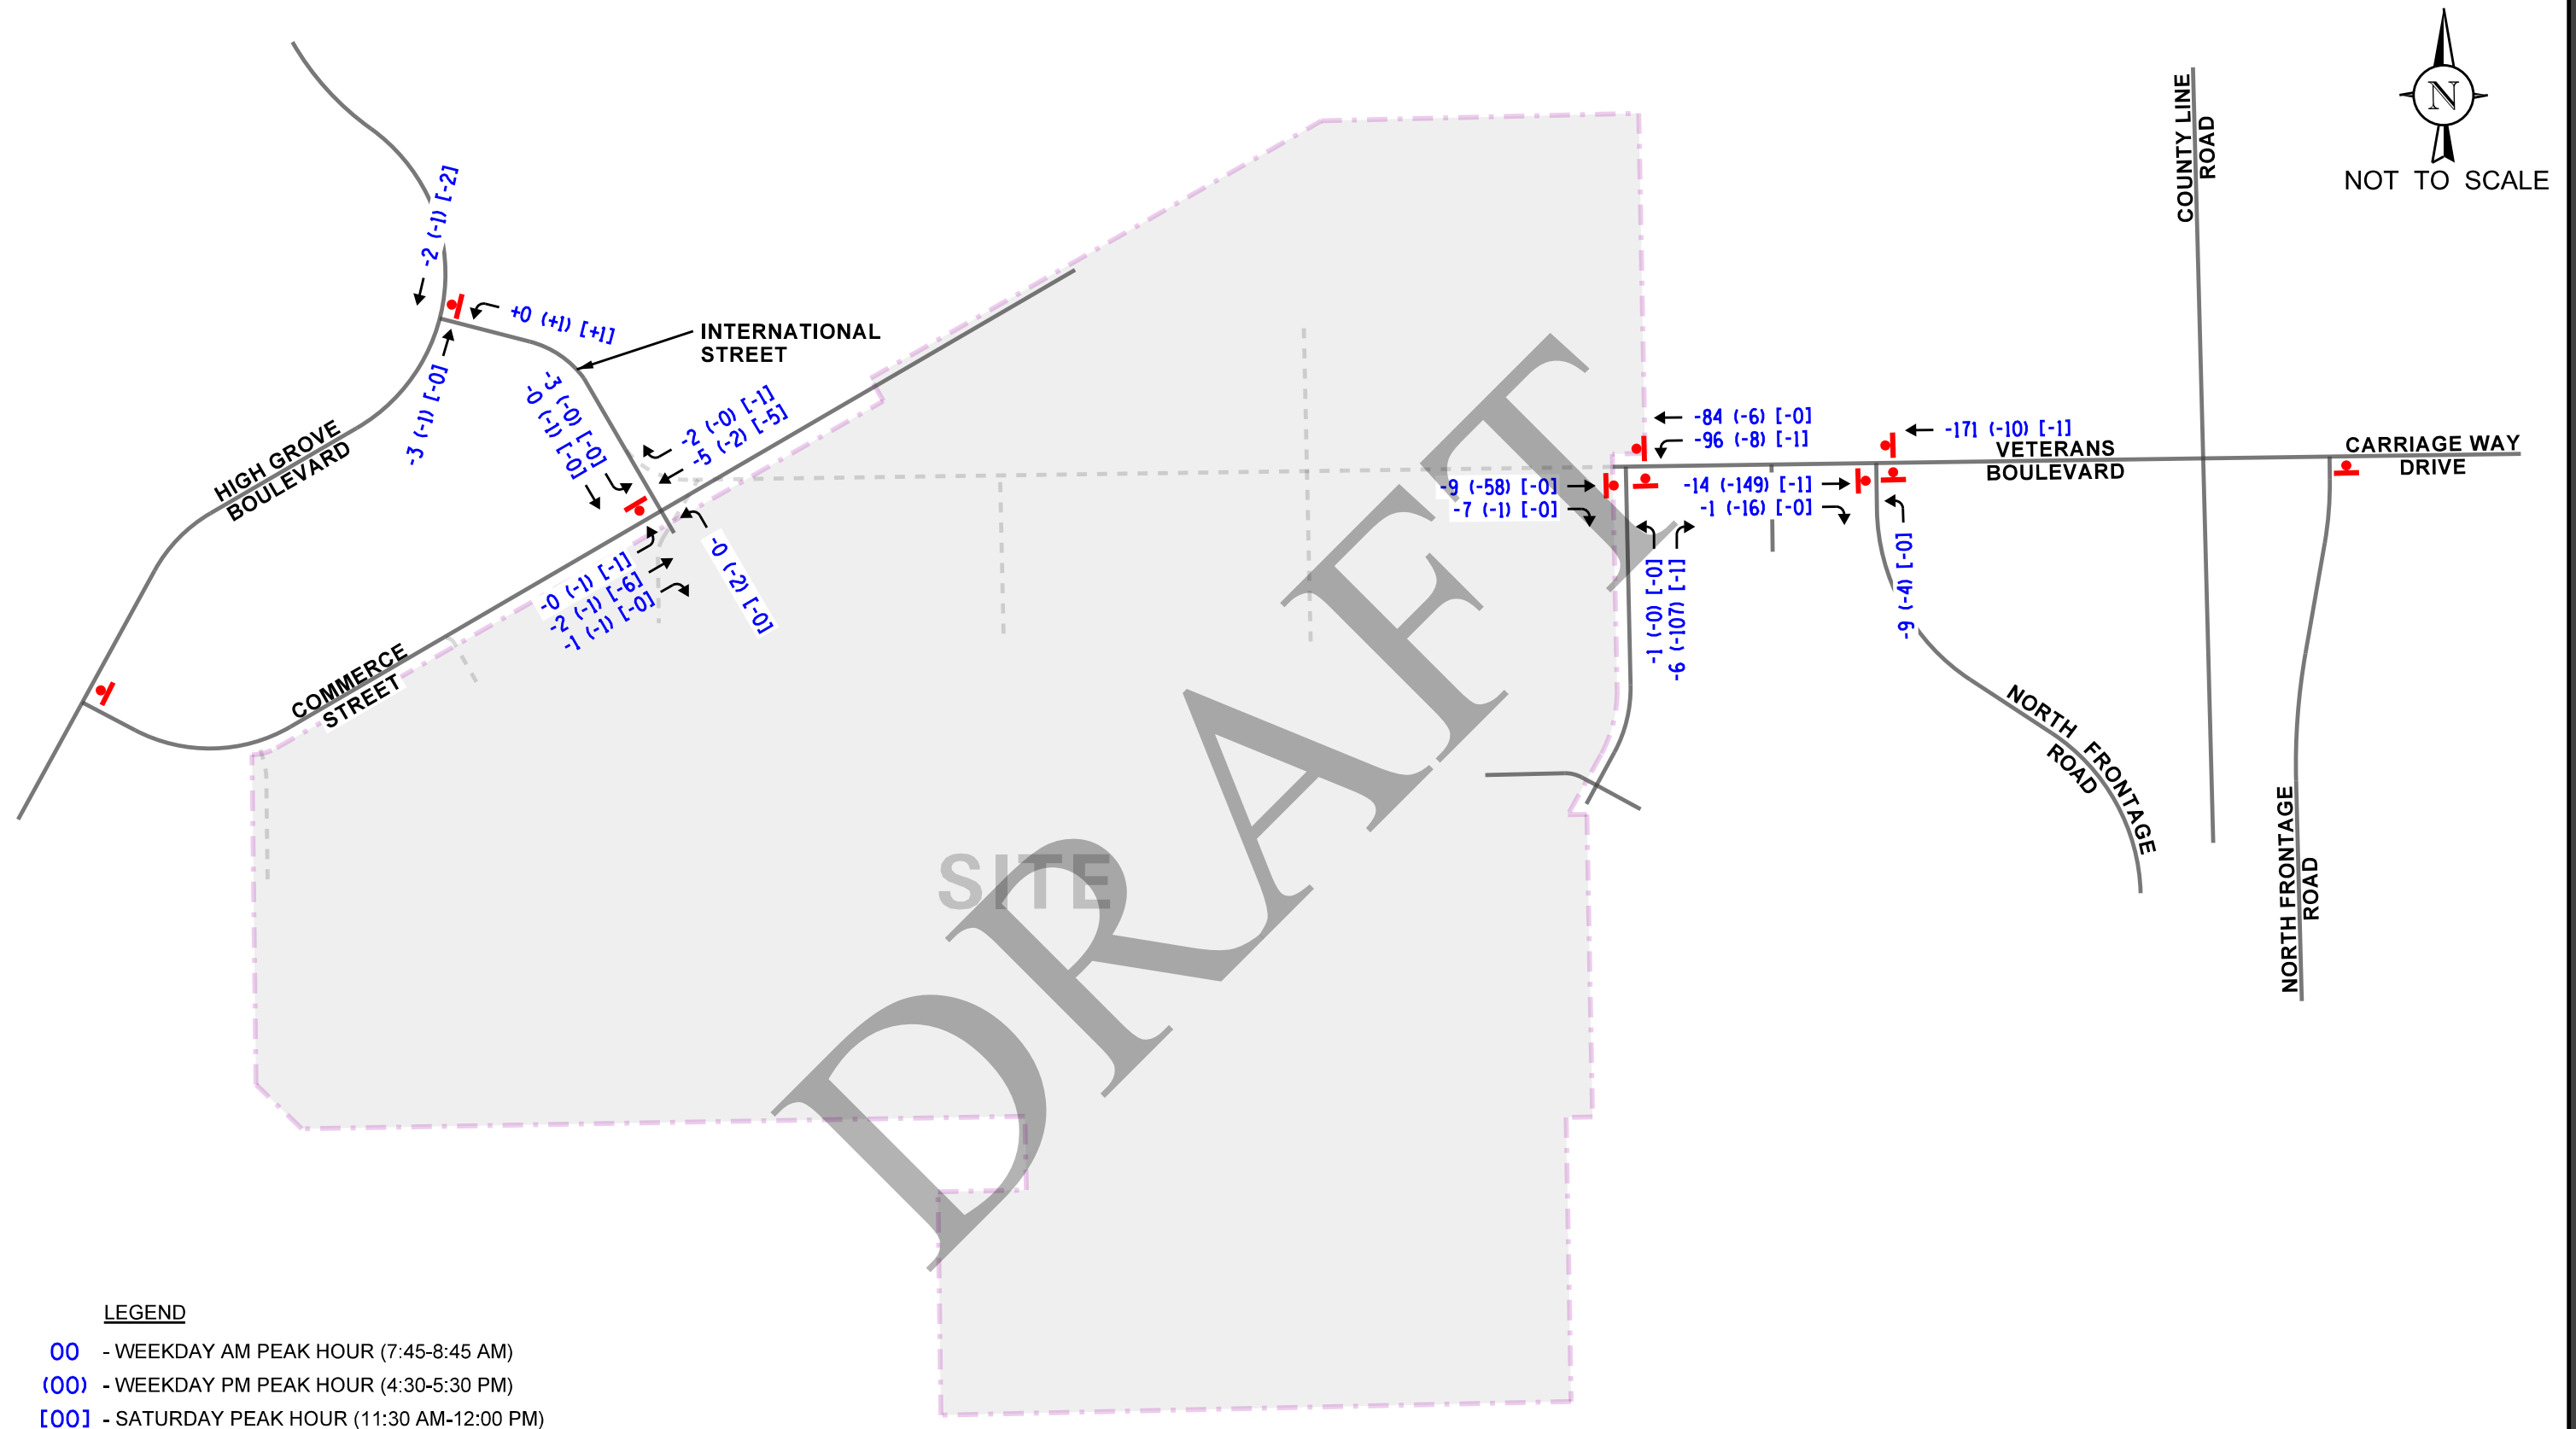 N
NOT TO SCALE
COUNTY LINE
ROAD
-2 (-1) [-2]
+0 (+1) [+1]
INTERNATIONAL
STREET
-3 (-1) [-0]
-3 (-0) [-0]
-0 (-1) [-0]
-2 (-0) [-1]
-5 (-2) [-5]
HIGH GROVE
BOULEVARD
-84 (-6) [-0]
-96 (-8) [-1]
-171 (-10) [-1]
VETERANS
BOULEVARD
CARRIAGE WAY
DRIVE
-9 (-58) [-0]
-7 (-1) [-0]
-14 (-149) [-1]
-1 (-16) [-0]
-0 (-1) [-1]
-2 (-1) [-6]
-1 (-1) [-0]
-0 (-2) [-0]
-1 (-0) [-0]
-6 (-107) [-1]
-9 (-4) [-0]
COMMERCE
STREET
NORTH FRONTAGE
ROAD
NORTH FRONTAGE
ROAD
SITE
DRAFT
LEGEND
00 - WEEKDAY AM PEAK HOUR (7:45-8:45 AM)
(00) - WEEKDAY PM PEAK HOUR (4:30-5:30 PM)
[00] - SATURDAY PEAK HOUR (11:30 AM-12:00 PM)